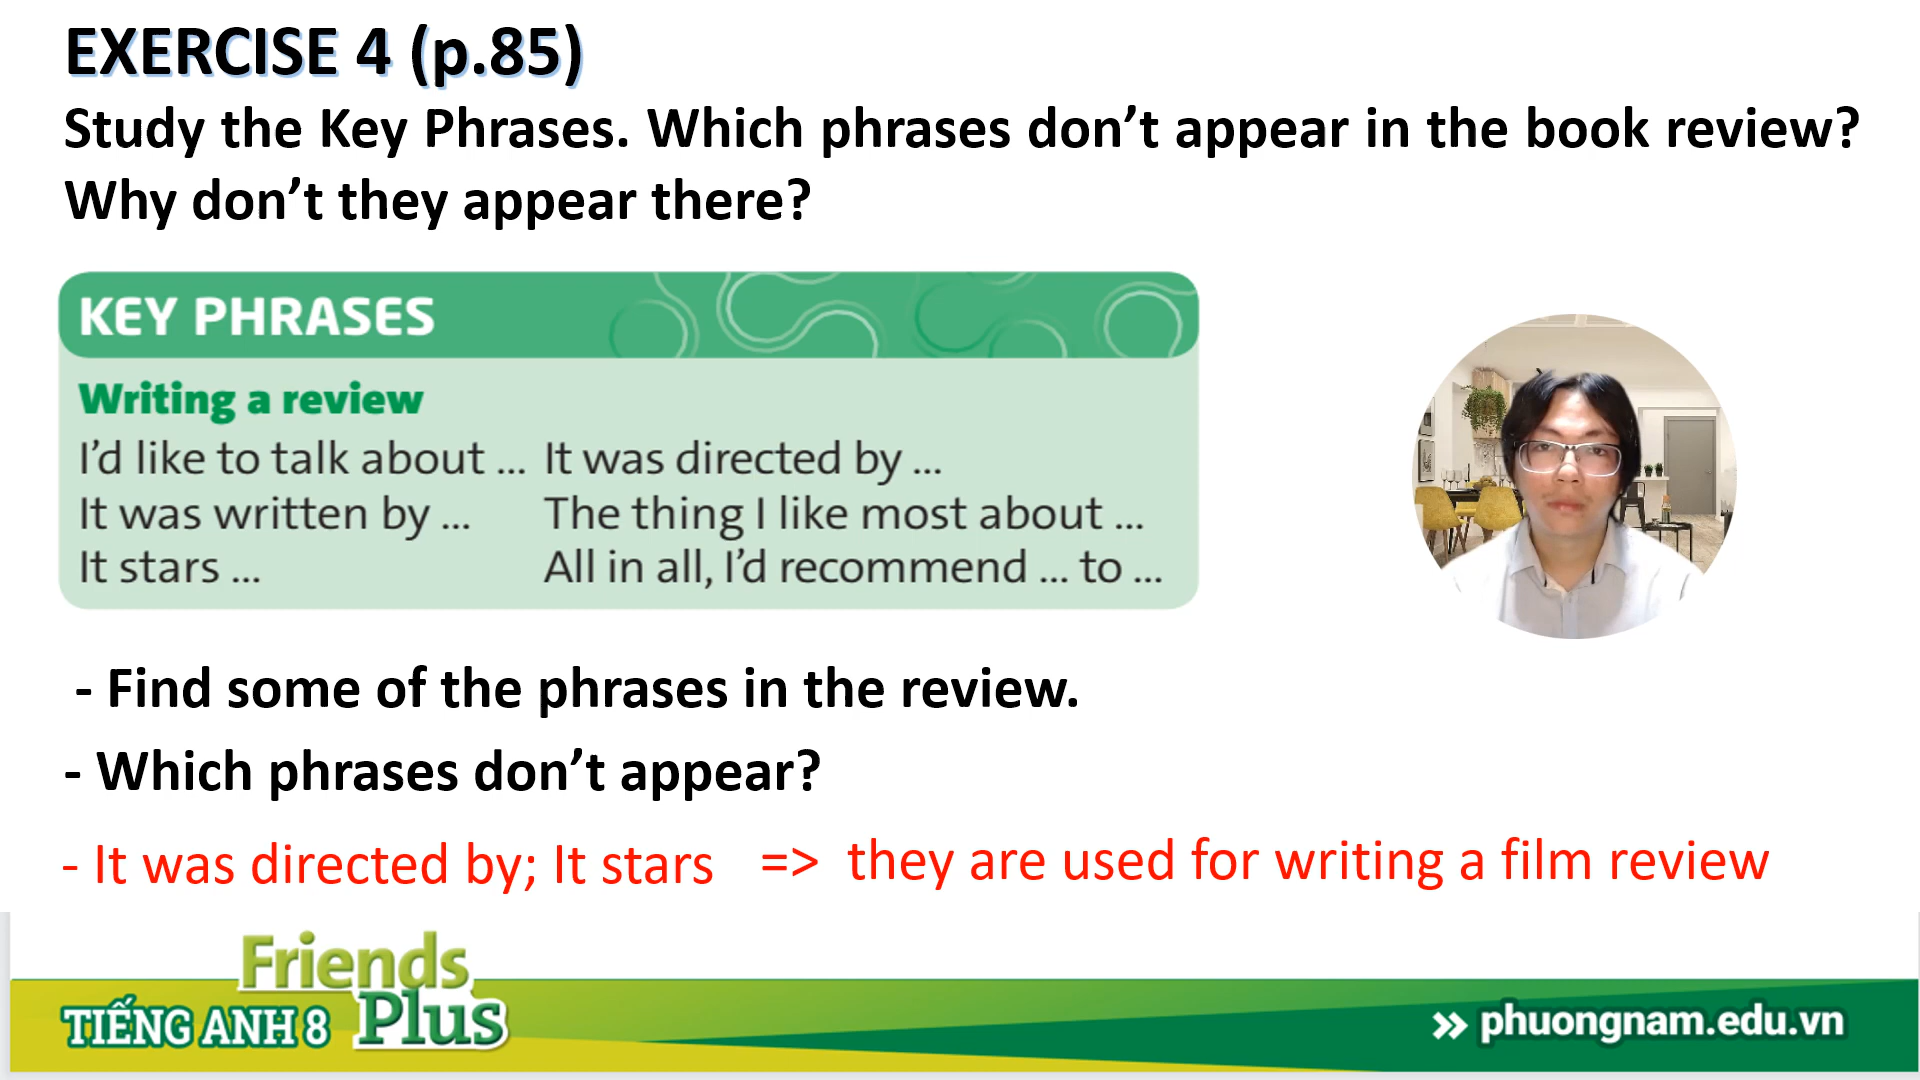 EXERCISE 4 (p.85)
Study the Key Phrases. Which phrases don’t appear in the book review?
Why don’t they appear there?
KEY PHRASES
Writing a review
I’d like to talk about ... It was directed by ...
It was written by ... The thing I like most about ...
It stars ... All in all, I’d recommend ... to ...
- Find some of the phrases in the review.
- Which phrases don’t appear?
- It was directed by; It stars => they are used for writing a film review
Friends
TIẾNG ANH 8 Plus
>> phuongnam.edu.vn